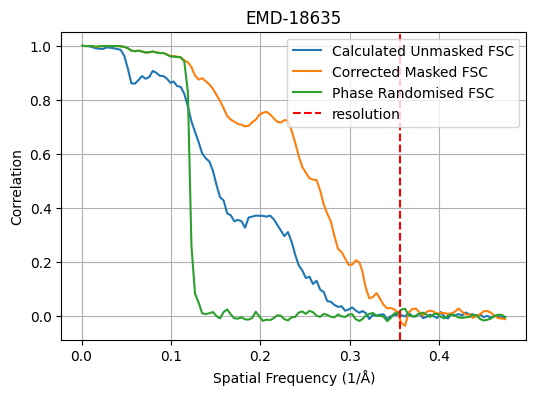 EMD-18635
Calculated Unmasked FSC
Corrected Masked FSC
Phase Randomised FSC
resolution
Correlation
1.0
0.8
0.6
0.4
0.2
0.0
0.0 0.1 0.2 0.3 0.4
Spatial Frequency (1/Å)